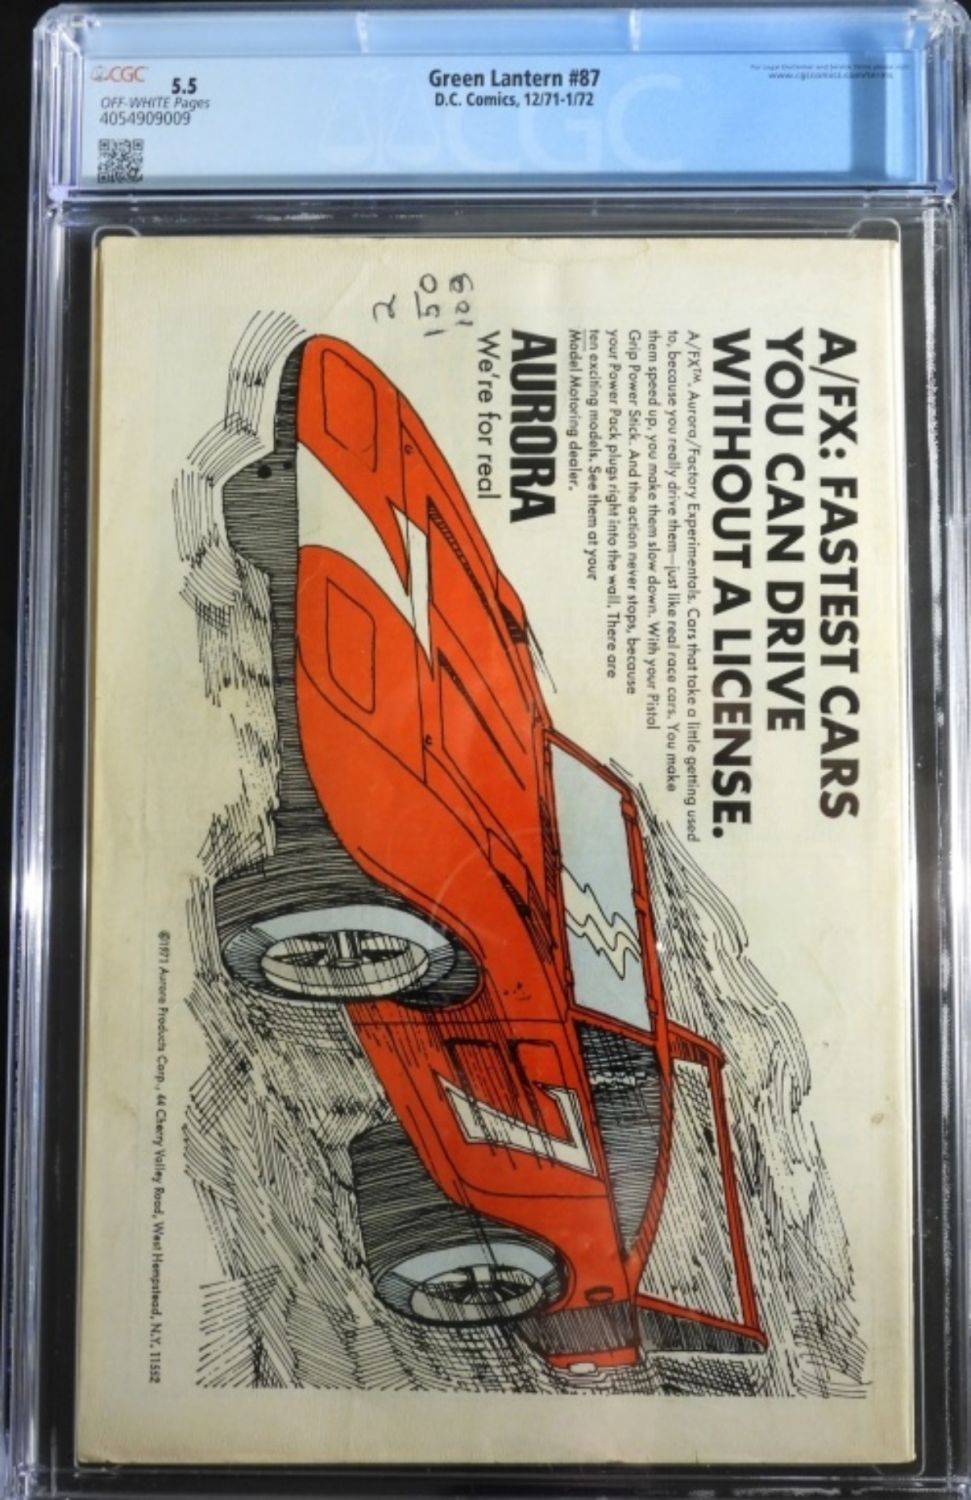 CGC
5.5
OFF-WHITE Pages
4054909009
Green Lantern #87
D.C. Comics, 12/71-1/72
www.cgccomics.com/terms
CGC
A/FX: FASTEST CARS
YOU CAN DRIVE
WITHOUT A LICENSE.
A/FX™. Aurora/Factory Experimentals. Cars that take a little getting used
to, because you really drive them—just like real race cars. You make
them speed up, you make them slow down. With your Pistol
Grip Power Stick. And the action never stops, because
your Power Pack plugs right into the wall. There are
ten exciting models. See them at your
Model Motoring dealer.
AURORA
We're for real
150
2
©1971 Aurora Products Corp., 44 Cherry Valley Road, West Hempstead, N.Y. 11552